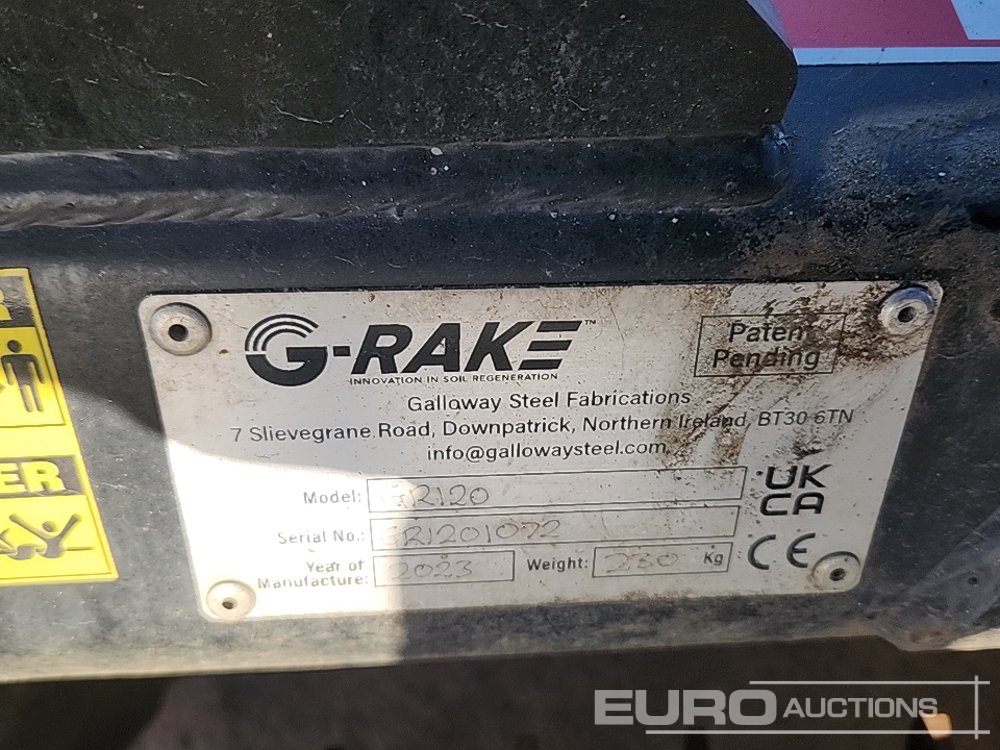 G-RAKE™
INNOVATION IN SOIL REGENERATION
Patent Pending
Galloway Steel Fabrications
7 Slievegrane Road, Downpatrick, Northern Ireland, BT30 6TN
info@gallowaysteel.com
Model: GR120
Serial No.: GR1201072
Year of Manufacture: 2023 Weight: 230 Kg
UK
CA
CE
EURO AUCTIONS